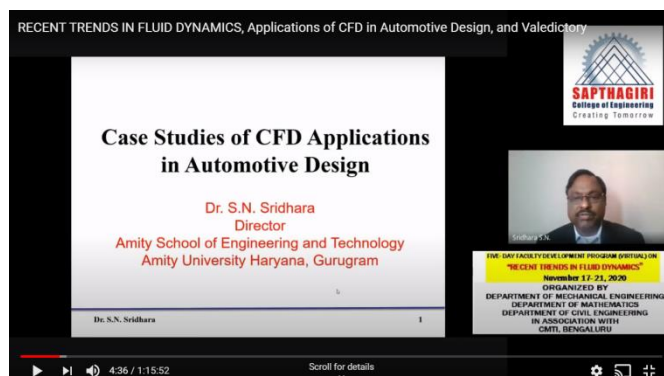 RECENT TRENDS IN FLUID DYNAMICS, Applications of CFD in Automotive Design, and Valedictory
SAPTHAGIRI
College of Engineering
Creating Tomorrow
Case Studies of CFD Applications
in Automotive Design
Dr. S.N. Sridhara
Director
Amity School of Engineering and Technology
Amity University Haryana, Gurugram
Dr. S.N. Sridhara
1
Sridhara S.N.
FIVE-DAY FACULTY DEVELOPMENT PROGRAM (VIRTUAL) ON
"RECENT TRENDS IN FLUID DYNAMICS"
November 17-21, 2020
ORGANIZED BY
DEPARTMENT OF MECHANICAL ENGINEERING
DEPARTMENT OF MATHEMATICS
DEPARTMENT OF CIVIL ENGINEERING
IN ASSOCIATION WITH
CMTI, BENGALURU
4:36 / 1:15:52
Scroll for details